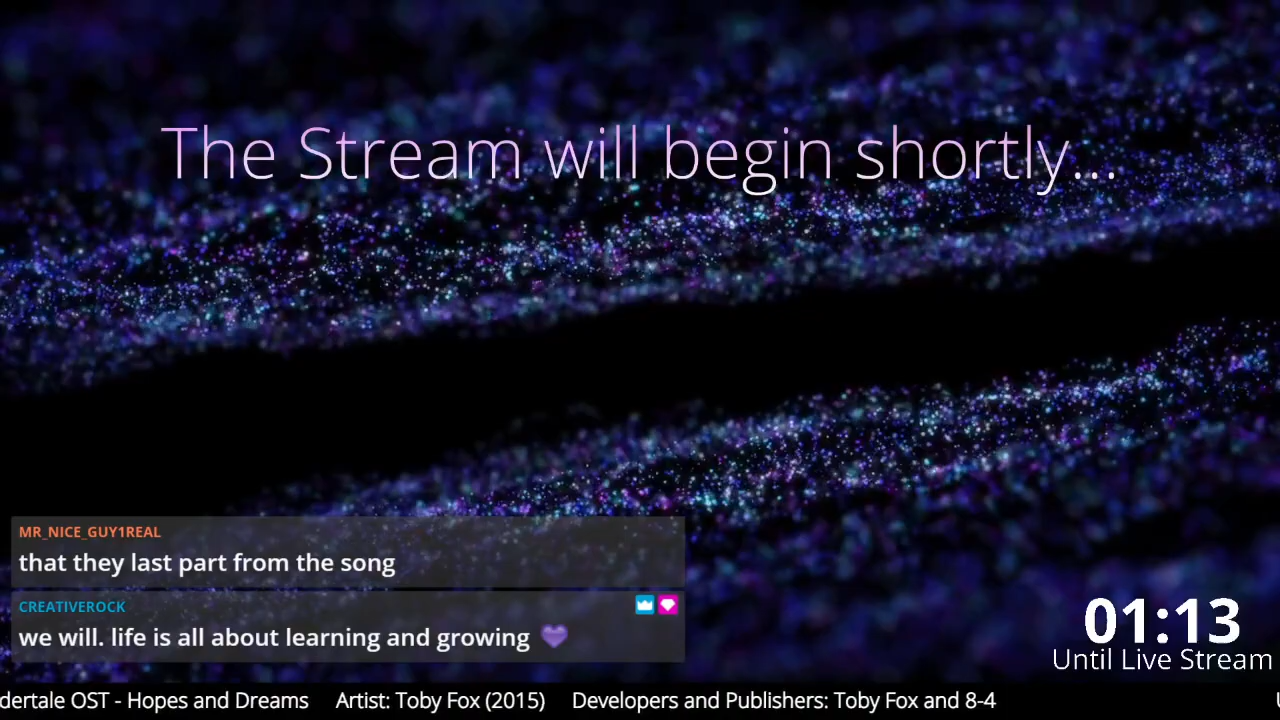 The Stream will begin shortly...
MR_NICE_GUY1REAL
that they last part from the song
CREATIVEROCK
we will. life is all about learning and growing 💜
01:13
Until Live Stream
dertale OST - Hopes and Dreams Artist: Toby Fox (2015) Developers and Publishers: Toby Fox and 8-4